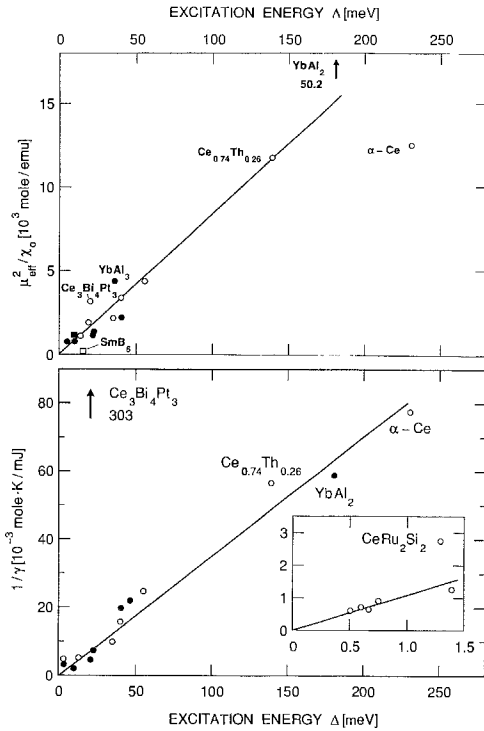 EXCITATION ENERGY Δ [meV]
0 50 100 150 200 250
μ²eff/χo [10⁻³ mole/emu]
15
10
5
0
YbAl2
50.2
Ce0.74Th0.26
α-Ce
YbAl3
Ce3Bi4Pt3
SmB6
1/γ [10⁻³ mole·K/mJ]
80
60
40
20
0
Ce3Bi4Pt3
303
α-Ce
Ce0.74Th0.26
YbAl2
CeRu2Si2
3
2
1
0
0 0.5 1.0 1.5
0 50 100 150 200 250
EXCITATION ENERGY Δ [meV]